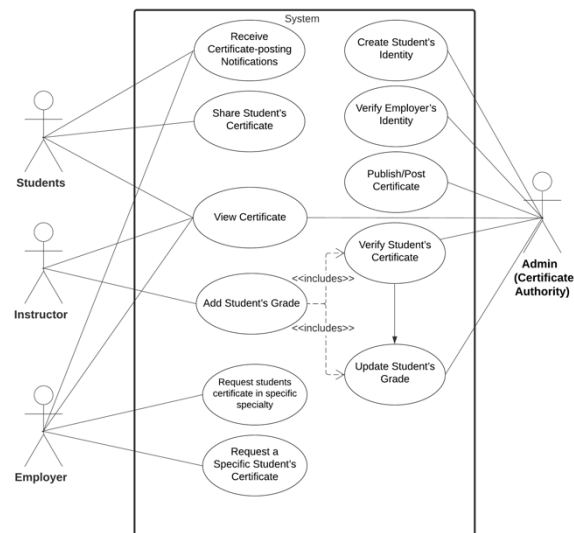 System
Receive
Certificate-posting
Notifications
Create Student's
Identity
Share Student's
Certificate
Verify Employer's
Identity
Students
Publish/Post
Certificate
View Certificate
Verify Student's
Certificate
Admin
(Certificate
Authority)
<<includes>>
Instructor
Add Student's Grade
<<includes>>
Update Student's
Grade
Request students
certificate in specific
specialty
Request a
Specific Student's
Certificate
Employer